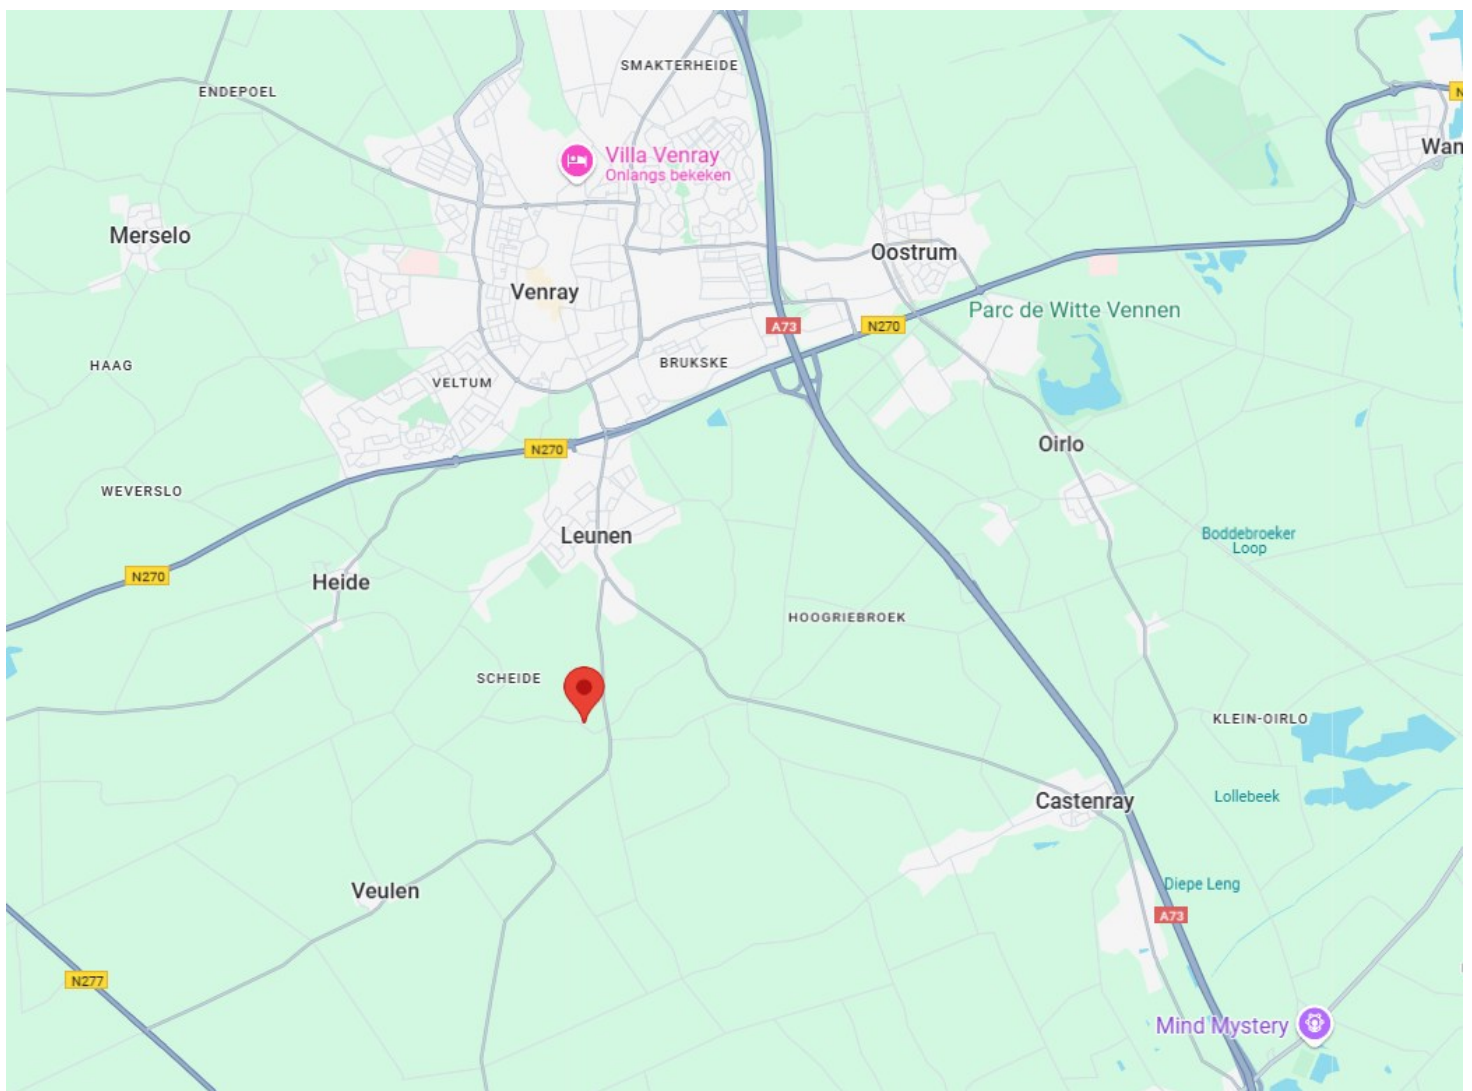 SMAKTERHEIDE
ENDEPOEL
N
Villa Venray
Onlangs bekeken
Wan
Merselo
Oostrum
Venray
Parc de Witte Vennen
A73
N270
HAAG
BRUKSKE
VELTUM
Oirlo
N270
WEVERSLO
Leunen
Boddebroeker
Loop
N270
Heide
HOOGRIEBROEK
SCHEIDE
KLEIN-OIRLO
Castenray
Lollebeek
Veulen
Diepe Leng
A73
N277
Mind Mystery